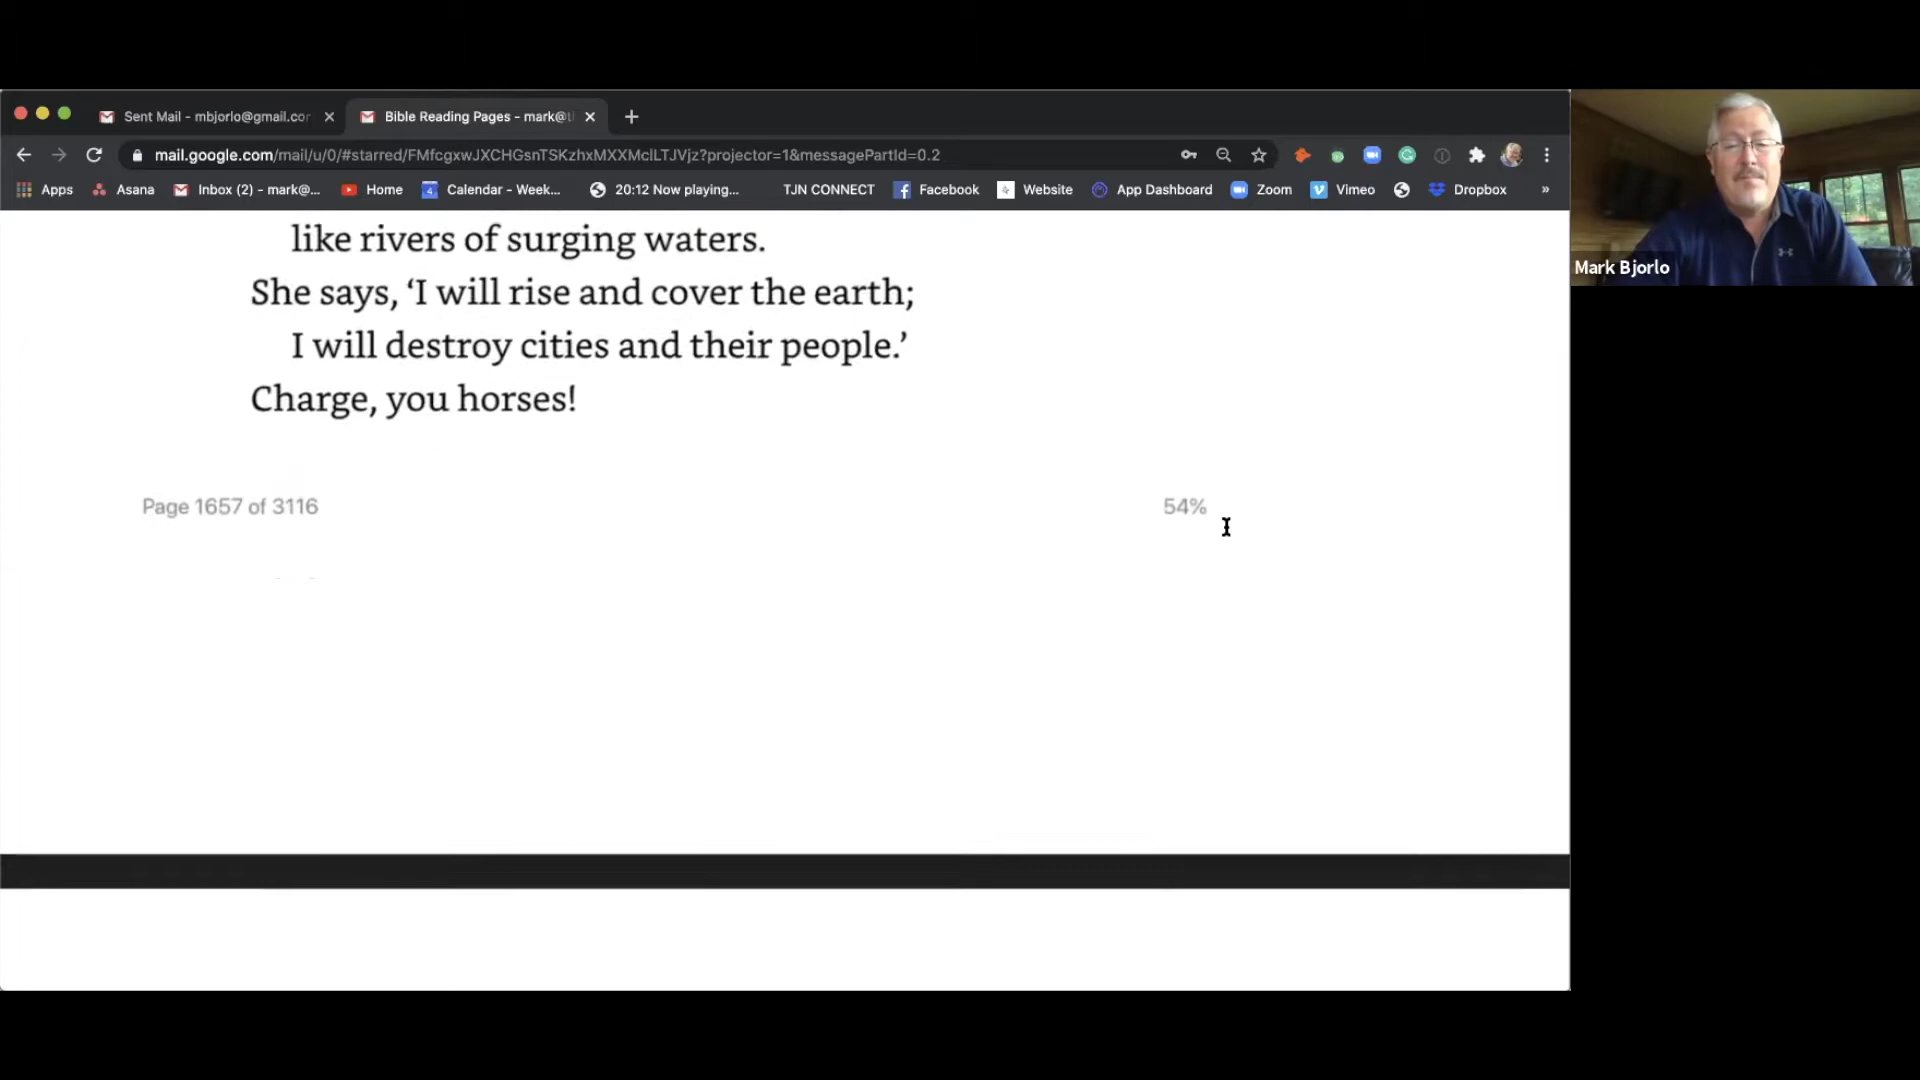 Sent Mail - mbjorlo@gmail.co
Bible Reading Pages - mark@t
mail.google.com/mail/u/0/#starred/FMfcgxwJXCHGsnTSKzhxMXXMclLTJVjz?projector=1&messagePartId=0.2
Apps Asana Inbox (2) - mark@... Home 4 Calendar - Week... 20:12 Now playing... TJN CONNECT Facebook Website App Dashboard Zoom Vimeo Dropbox »
like rivers of surging waters.
She says, ‘I will rise and cover the earth;
I will destroy cities and their people.’
Charge, you horses!
Page 1657 of 3116
54%
Mark Bjorlo